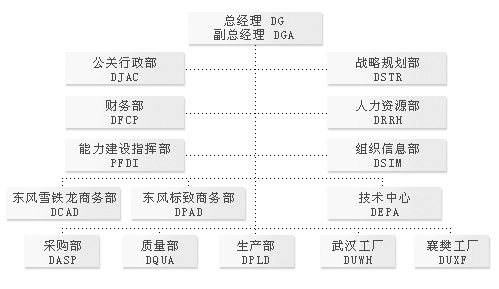 总经理 DG
副总经理 DGA
公关行政部
DJAC
战略规划部
DSTR
财务部
DFCP
人力资源部
DRRH
能力建设指挥部
PFDI
组织信息部
DSIM
东风雪铁龙商务部
DCAD
东风标致商务部
DPAD
技术中心
DEPA
采购部
DASP
质量部
DQUA
生产部
DPLD
武汉工厂
DUWH
襄樊工厂
DUXF